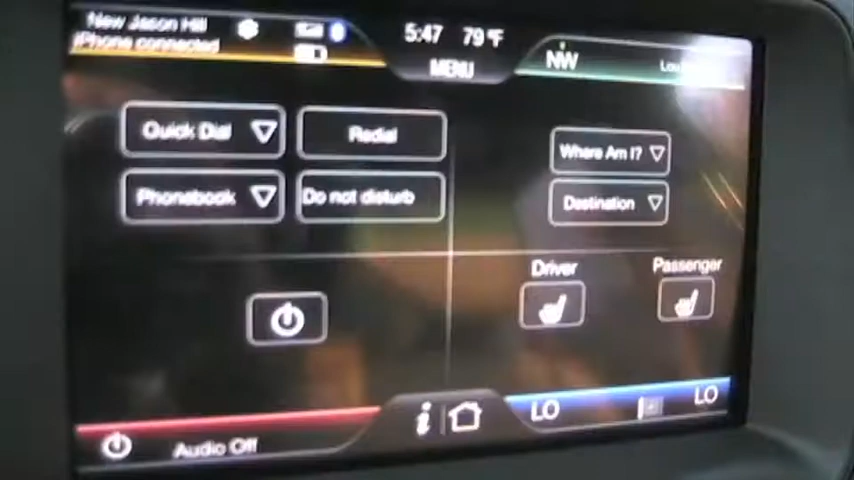 New Jason Hill
iPhone connected
5:47 79°F
MENU
NW
Quick Dial
Redial
Phonebook
Do not disturb
Where Am I?
Destination
Driver
Passenger
Audio Off
i
LO
LO